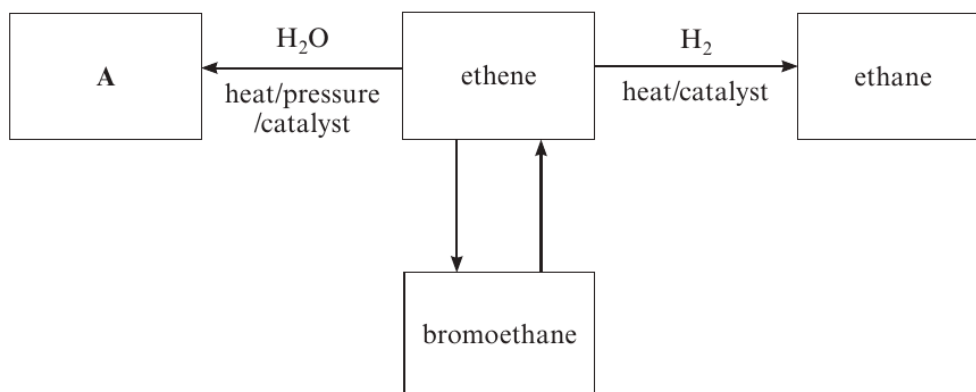 A
H₂O
heat/pressure
/catalyst
ethene
H₂
heat/catalyst
ethane
bromoethane